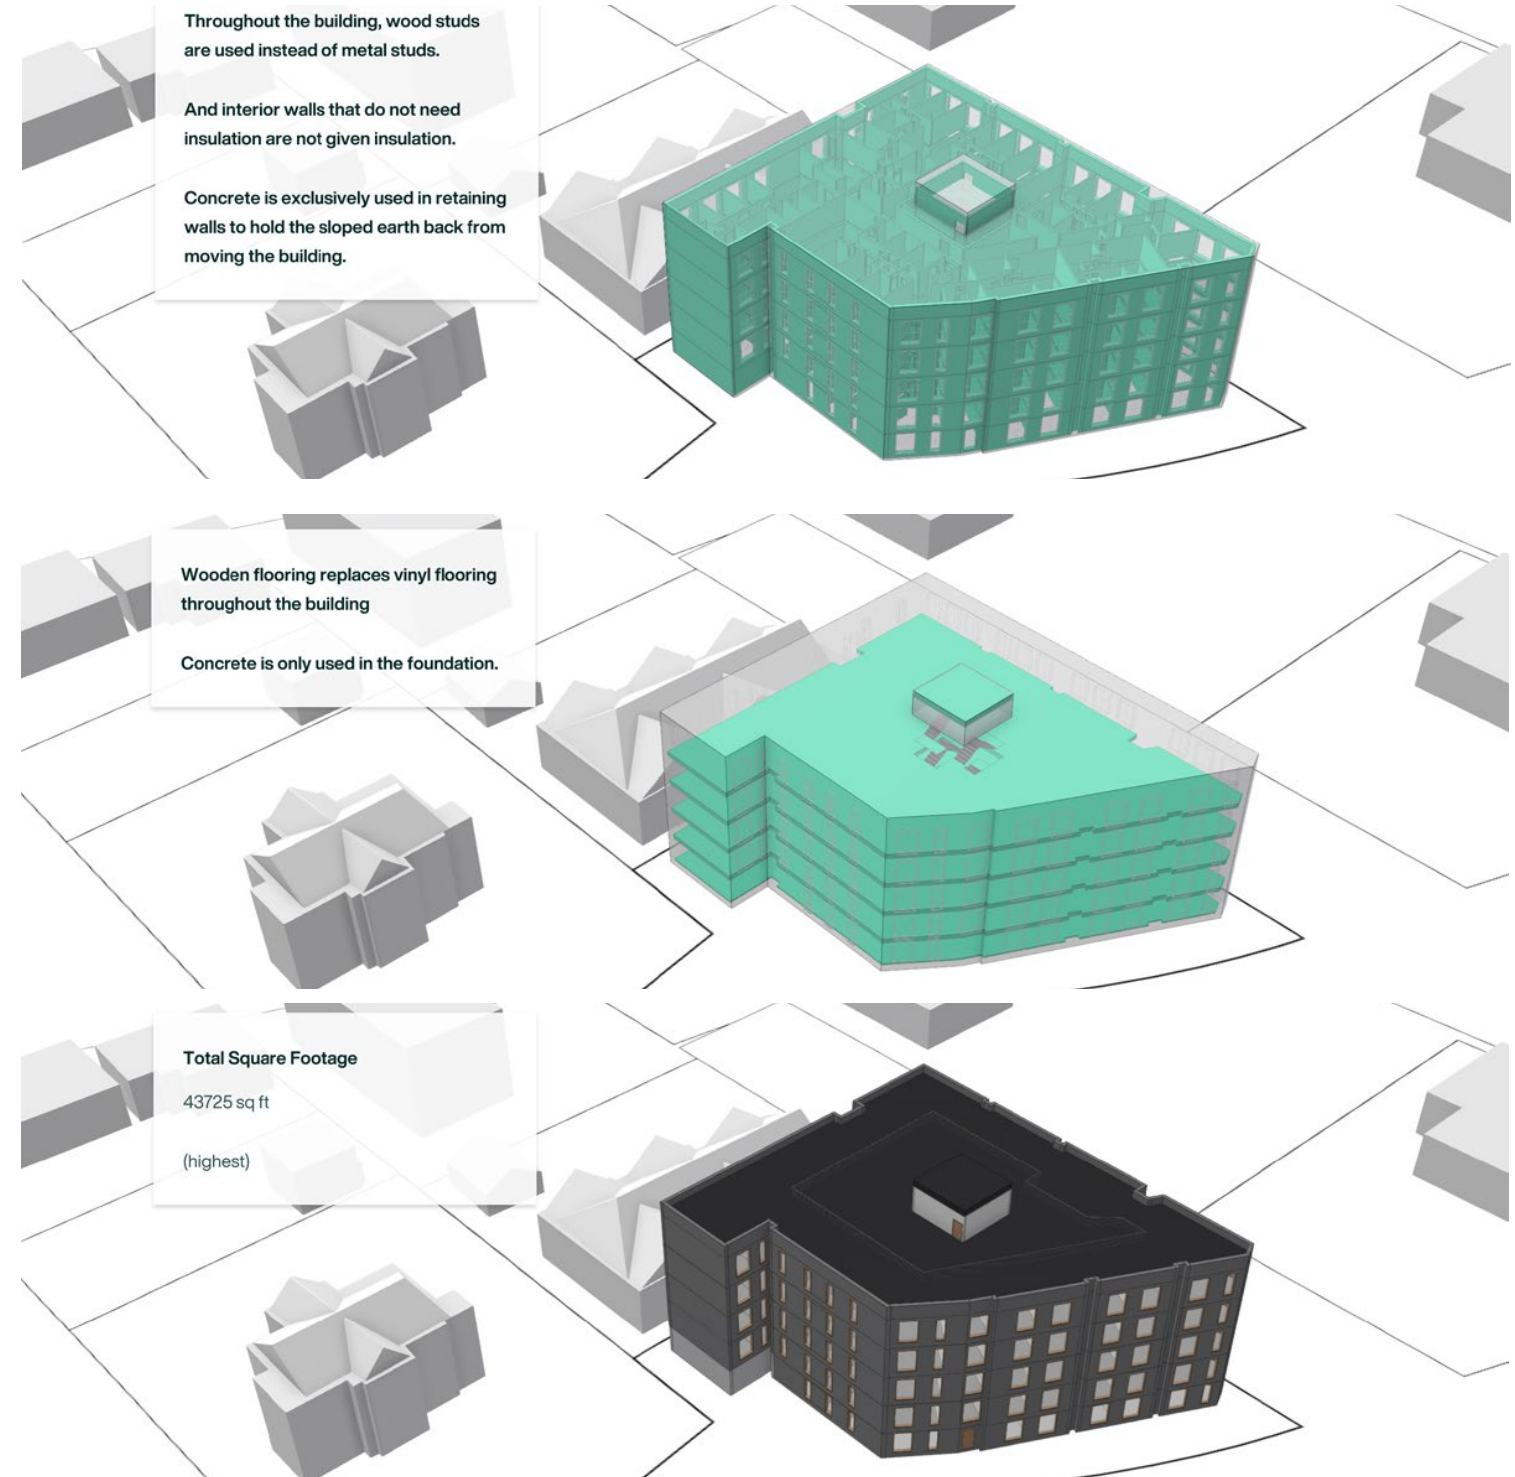 Throughout the building, wood studs
are used instead of metal studs.
And interior walls that do not need
insulation are not given insulation.
Concrete is exclusively used in retaining
walls to hold the sloped earth back from
moving the building.
Wooden flooring replaces vinyl flooring
throughout the building
Concrete is only used in the foundation.
Total Square Footage
43725 sq ft
(highest)